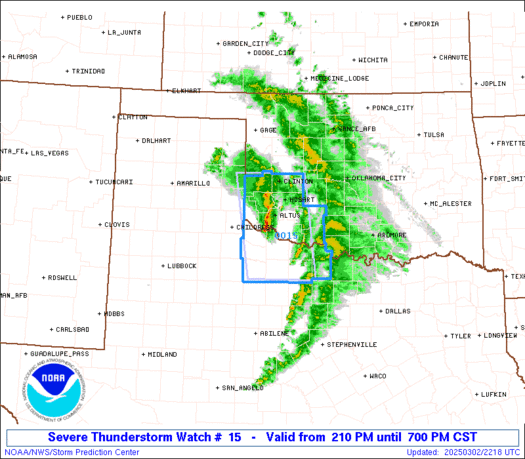 PUEBLO
EMPORIA
LA_JUNTA
GARDEN_CITY
DODGE_CITY
ALAMOSA
WICHITA
CHANUTE
TRINIDAD
MEDICINE_LODGE
JOPLIN
ELKHART
PONCA_CITY
CLAYTON
GAGE
VANCE_AFB
TULSA
DALHART
FAYETTE
NTA_FE
LAS_VEGAS
QUE
TUCUMCARI
AMARILLO
CLINTON
OKLAHOMA_CITY
FORT_SMIT
HOBART
MC_ALESTER
ALTUS
CLOVIS
CHILDRESS
0015
ARDMORE
LUBBOCK
ROSWELL
TEXA
MAN_AFB
HOBBS
DALLAS
CARLSBAD
ABILENE
TYLER
LONGVIEW
STEPHENVILLE
GUADALUPE_PASS
MIDLAND
WACO
SAN_ANGELO
LUFKIN
NATIONAL OCEANIC AND ATMOSPHERIC ADMINISTRATION
NOAA
U.S. DEPARTMENT OF COMMERCE
Severe Thunderstorm Watch # 15 - Valid from 210 PM until 700 PM CST
NOAA/NWS/Storm Prediction Center
Updated: 20250302/2218 UTC